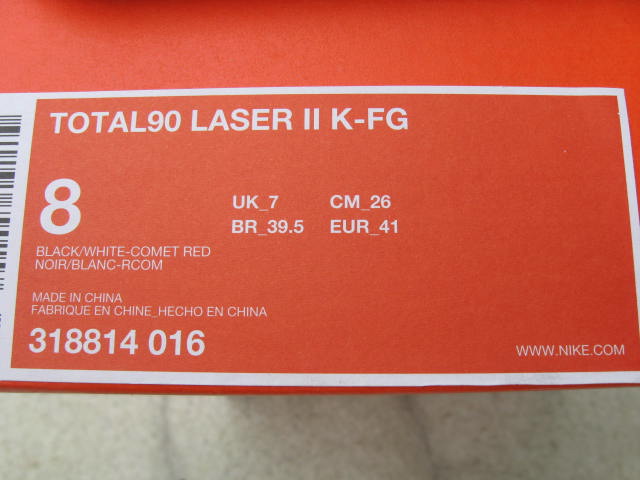 TOTAL90 LASER II K-FG
8
UK_7 CM_26
BR_39.5 EUR_41
BLACK/WHITE-COMET RED
NOIR/BLANC-RCOM
MADE IN CHINA
FABRIQUE EN CHINE_HECHO EN CHINA
318814 016
WWW.NIKE.COM